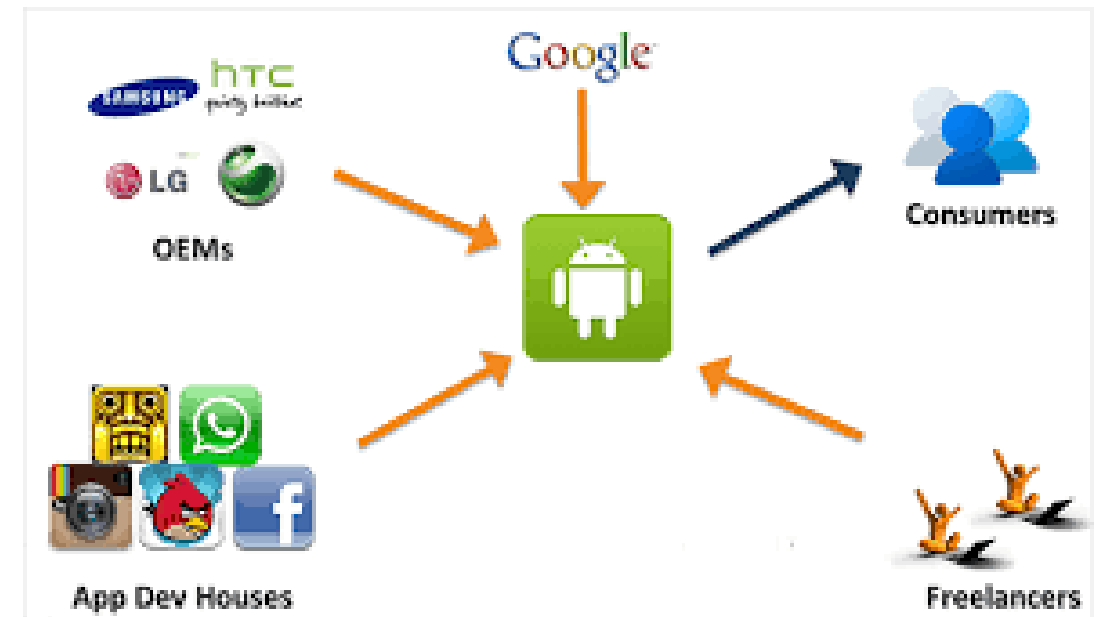 Google
SAMSUNG
hTC
LG
OEMs
Consumers
App Dev Houses
Freelancers